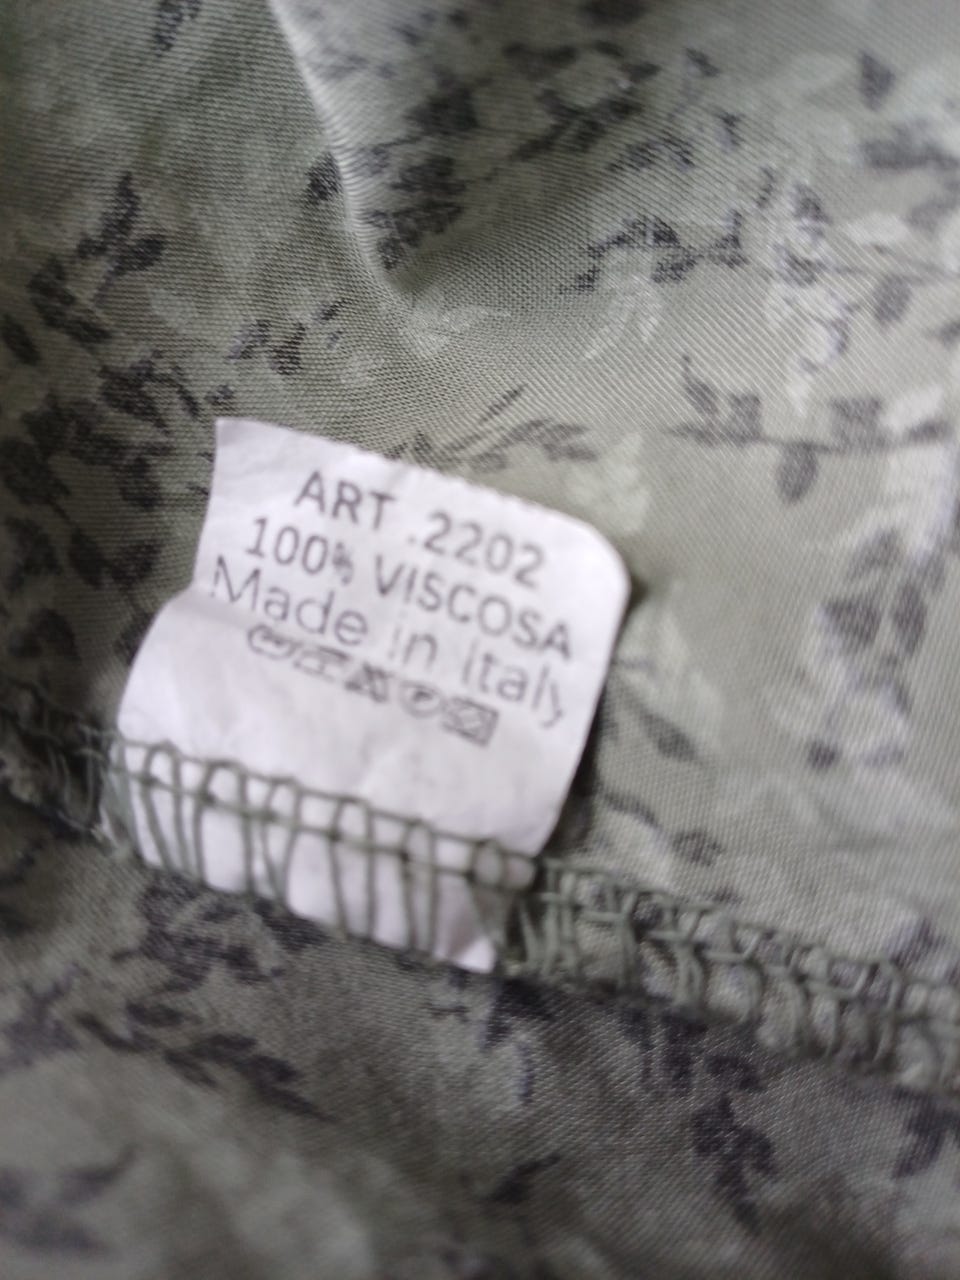 ART .2202
100% VISCOSA
Made in Italy